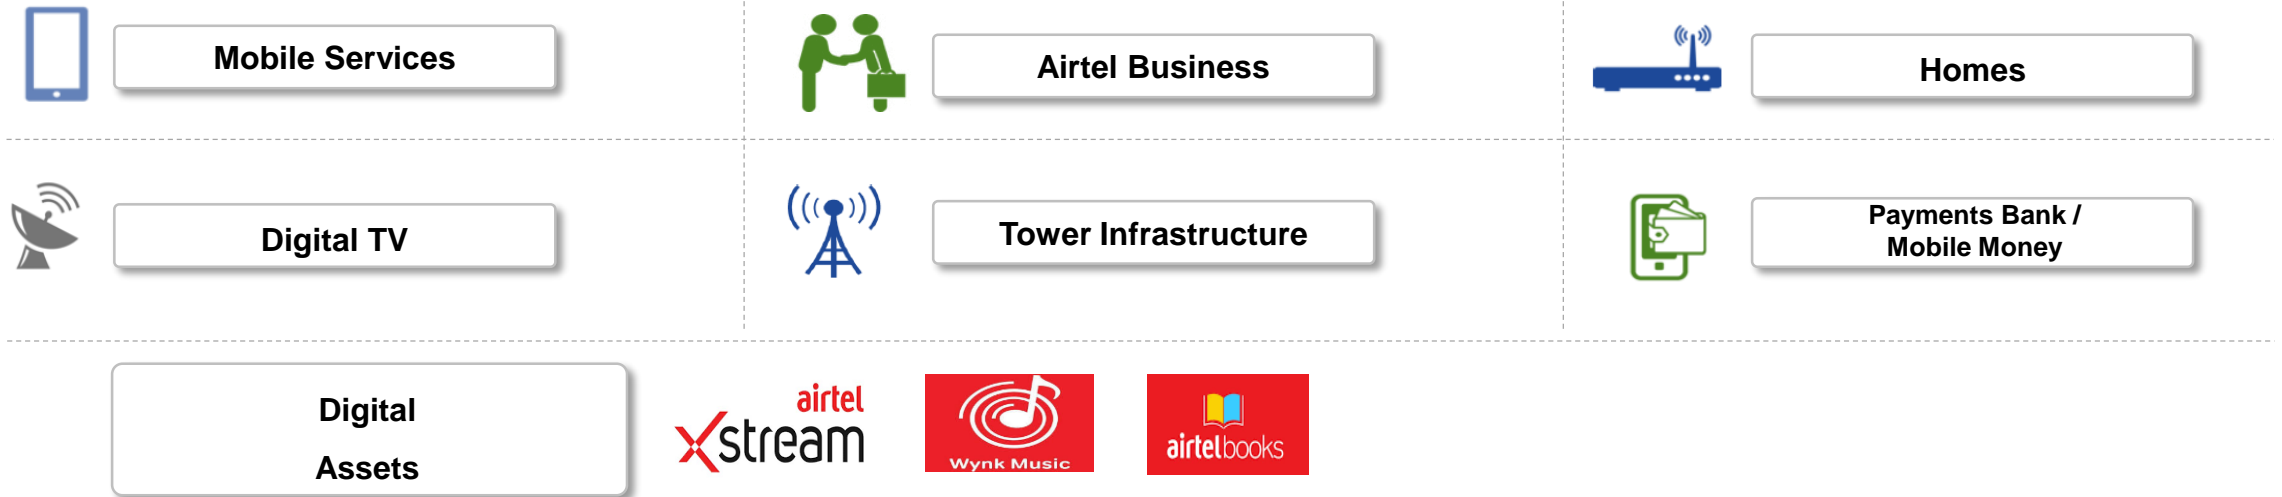 Mobile Services
Airtel Business
Homes
Digital TV
Tower Infrastructure
Payments Bank /
Mobile Money
Digital
Assets
airtel
Xstream
Wynk Music
airtelbooks